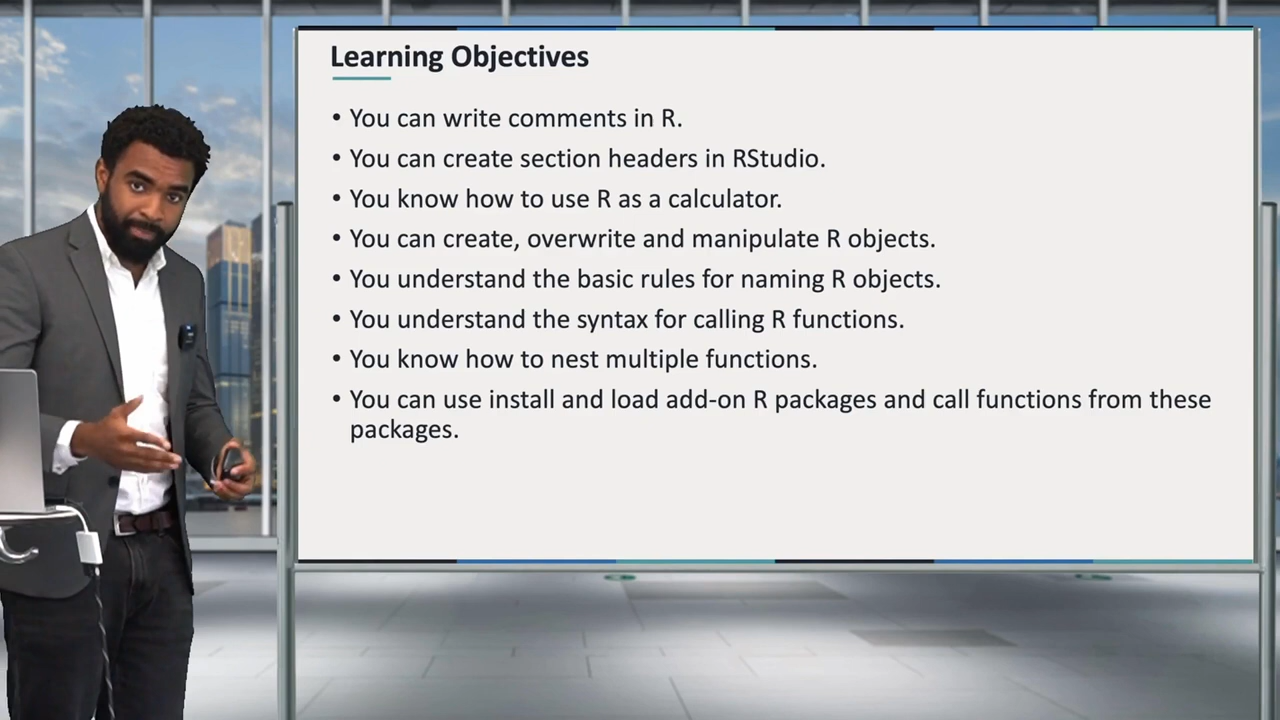 Learning Objectives
• You can write comments in R.
• You can create section headers in RStudio.
• You know how to use R as a calculator.
• You can create, overwrite and manipulate R objects.
• You understand the basic rules for naming R objects.
• You understand the syntax for calling R functions.
• You know how to nest multiple functions.
• You can use install and load add-on R packages and call functions from these
packages.